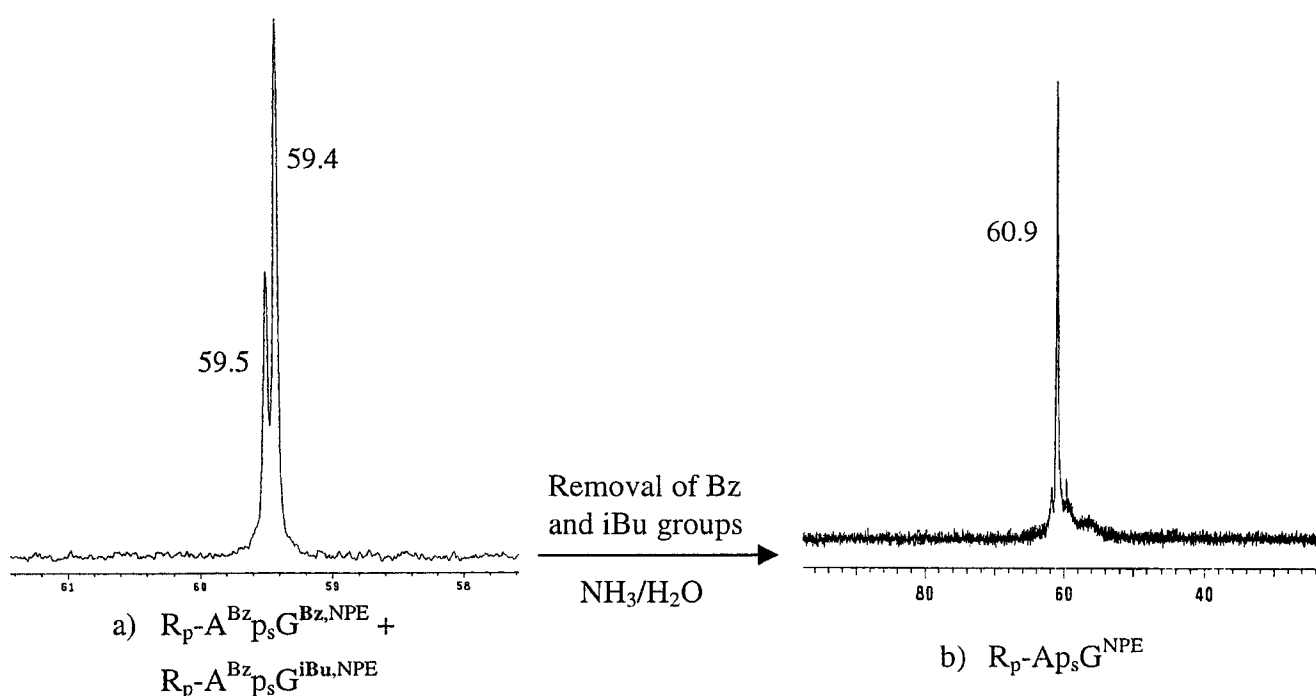 59.4
59.5
61 60 59 58
a) Rₚ-AᴮᶻpₛGᴮᶻ,ᴺᴾᴱ +
Rₚ-AᴮᶻpₛGⁱᴮᵘ,ᴺᴾᴱ
Removal of Bz
and iBu groups
NH₃/H₂O
60.9
80 60 40
b) Rₚ-ApₛGᴺᴾᴱ